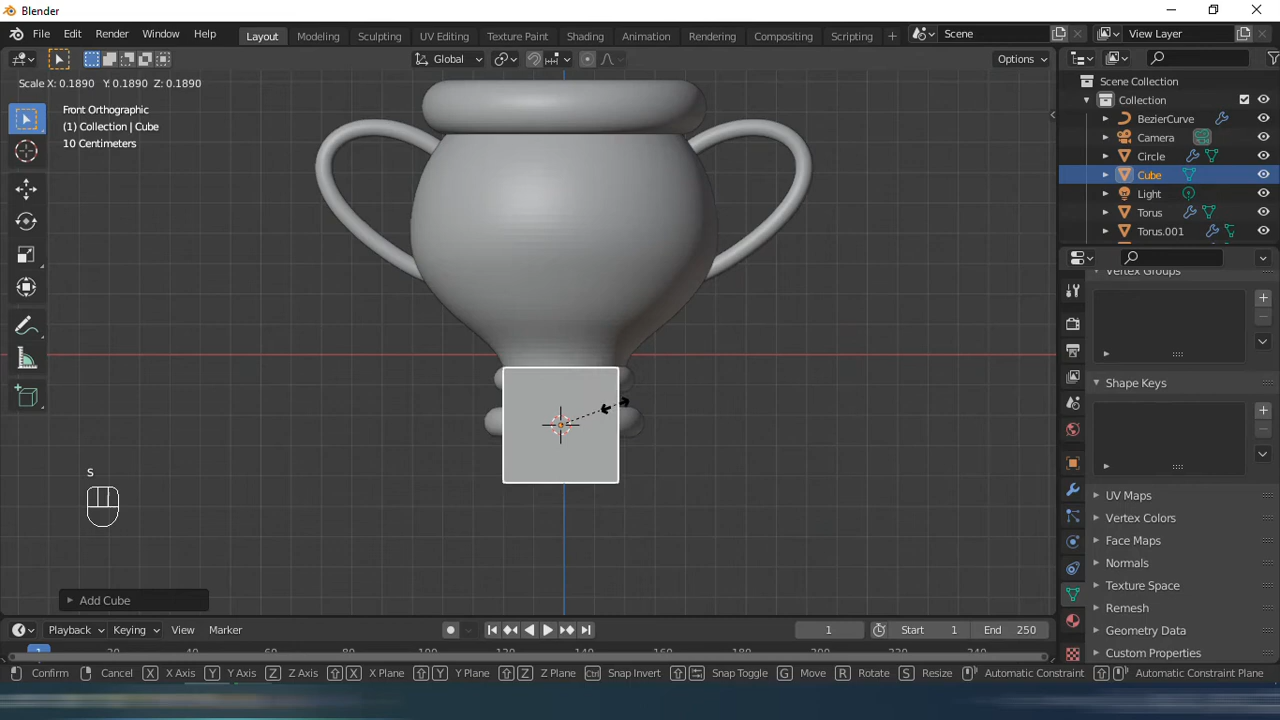 Blender
File Edit Render Window Help Layout Modeling Sculpting UV Editing Texture Paint Shading Animation Rendering Compositing Scripting Scene View Layer
Global Options
Scale X: 0.1890 Y: 0.1890 Z: 0.1890
Front Orthographic
(1) Collection | Cube
10 Centimeters
Scene Collection
Collection
BezierCurve
Camera
Circle
Cube
Light
Torus
Torus.001
Vertex Groups
Shape Keys
UV Maps
Vertex Colors
Face Maps
Normals
Texture Space
Remesh
Geometry Data
Custom Properties
S
Add Cube
Playback Keying View Marker 1 Start 1 End 250
Confirm Cancel X X Axis Y Y Axis Z Z Axis X X Plane Y Y Plane Z Z Plane Ctrl Snap Invert Snap Toggle G Move R Rotate S Resize Automatic Constraint Automatic Constraint Plane